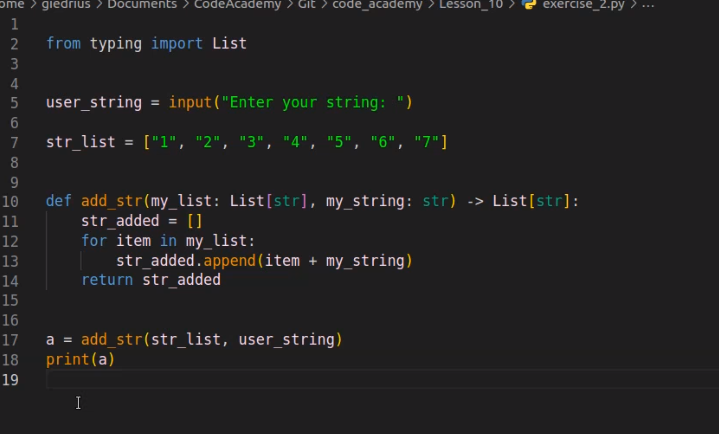 ome > giedrius > Documents > CodeAcademy > Git > code_academy > Lesson_10 > exercise_2.py > ...
1
2 from typing import List
3
4
5 user_string = input("Enter your string: ")
6
7 str_list = ["1", "2", "3", "4", "5", "6", "7"]
8
9
10 def add_str(my_list: List[str], my_string: str) -> List[str]:
11     str_added = []
12     for item in my_list:
13         str_added.append(item + my_string)
14     return str_added
15
16
17 a = add_str(str_list, user_string)
18 print(a)
19